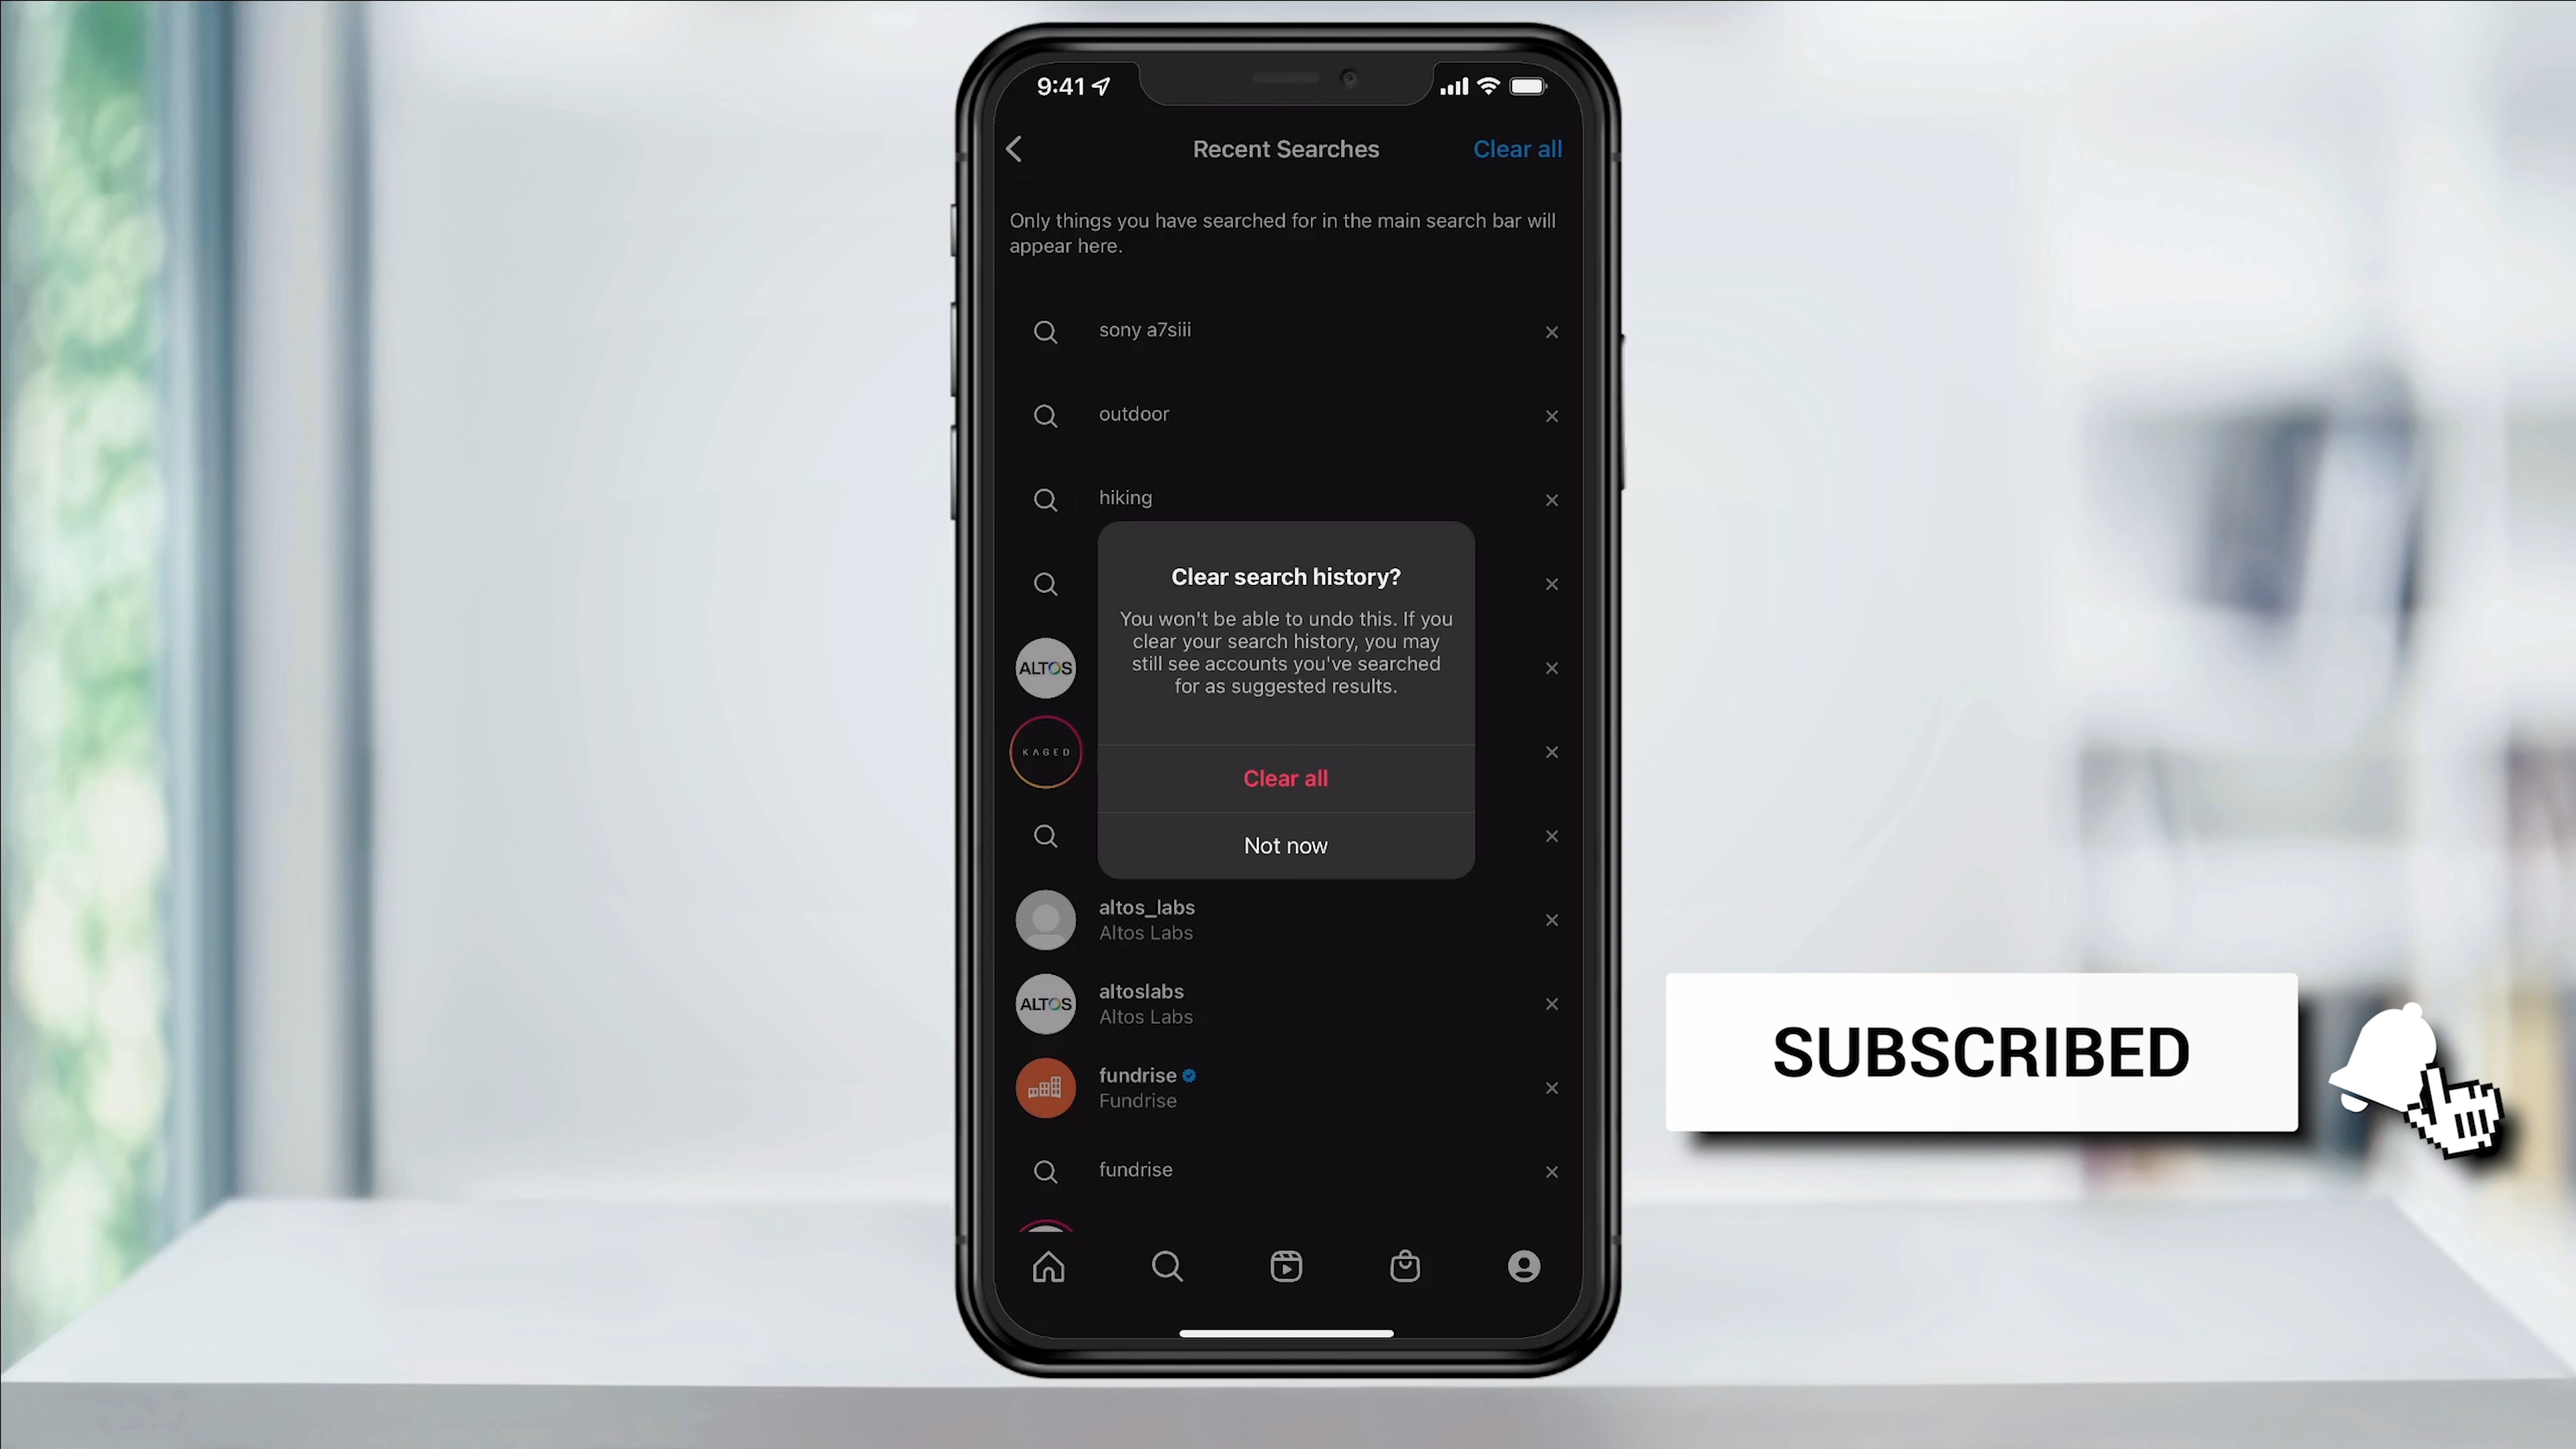 9:41
Recent Searches
Clear all
Only things you have searched for in the main search bar will
appear here.
sony a7siii
outdoor
hiking
Clear search history?
You won't be able to undo this. If you
clear your search history, you may
still see accounts you've searched
for as suggested results.
ALTOS
KAGED
Clear all
Not now
altos_labs
Altos Labs
ALTOS
altoslabs
Altos Labs
fundrise
Fundrise
fundrise
SUBSCRIBED